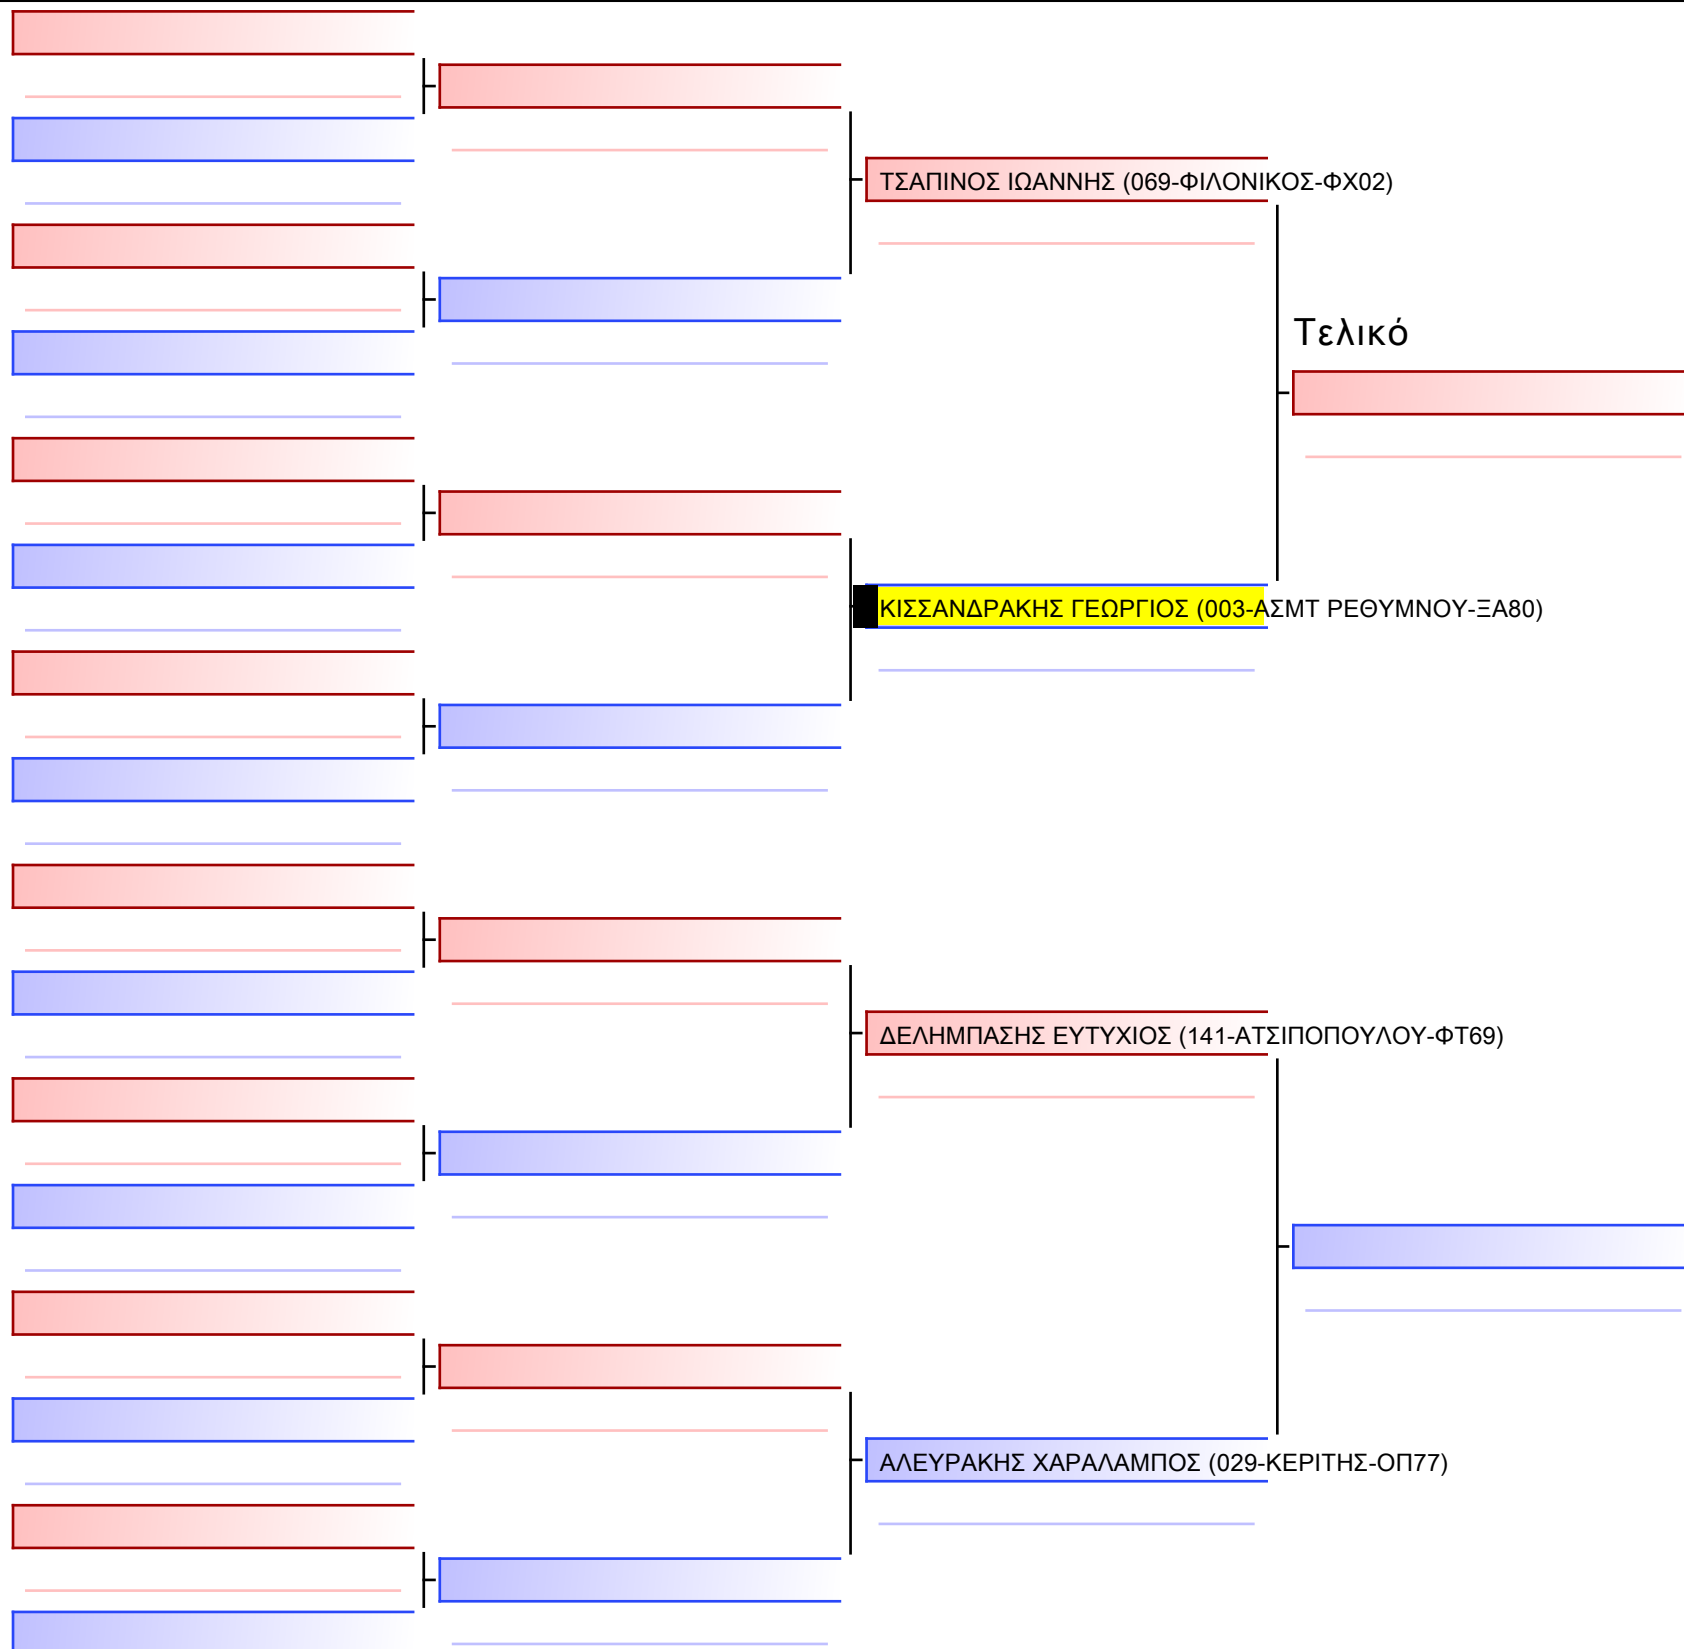 ΤΣΑΠΙΝΟΣ ΙΩΑΝΝΗΣ (069-ΦΙΛΟΝΙΚΟΣ-ΦΧ02)
Τελικό
ΚΙΣΣΑΝΔΡΑΚΗΣ ΓΕΩΡΓΙΟΣ (003-ΑΣΜΤ ΡΕΘΥΜΝΟΥ-ΞΑ80)
ΔΕΛΗΜΠΑΣΗΣ ΕΥΤΥΧΙΟΣ (141-ΑΤΣΙΠΟΠΟΥΛΟΥ-ΦΤ69)
ΑΛΕΥΡΑΚΗΣ ΧΑΡΑΛΑΜΠΟΣ (029-ΚΕΡΙΤΗΣ-ΟΠ77)